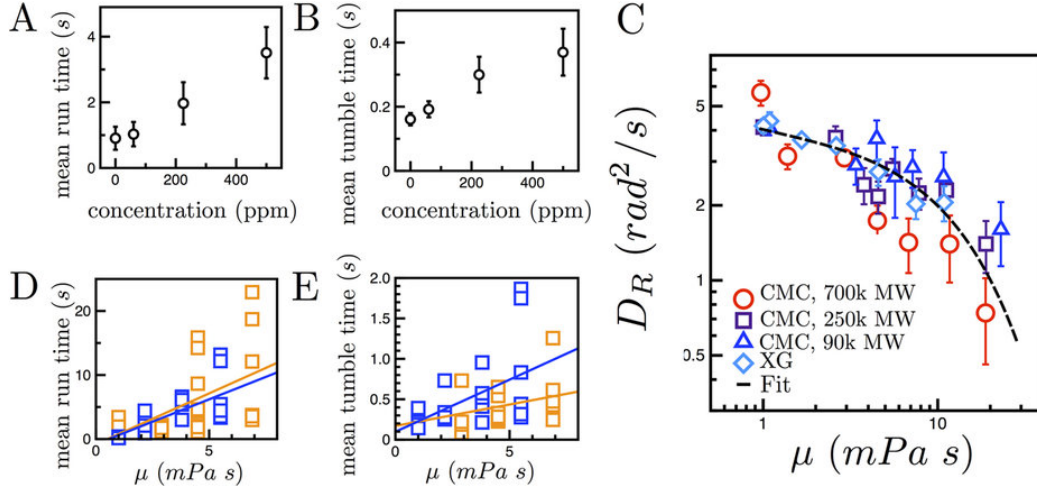 A
mean run time (s)
4
2
0
0
200
400
concentration (ppm)
B
mean tumble time (s)
0.4
0.2
0
0
200
400
concentration (ppm)
C
D_R (rad²/s)
5
2
1
0.5
1
10
μ (mPa s)
CMC, 700k MW
CMC, 250k MW
CMC, 90k MW
XG
Fit
D
mean run time (s)
20
10
0
0
5
μ (mPa s)
E
mean tumble time (s)
2.0
1.5
1.0
0.5
0
0
5
μ (mPa s)